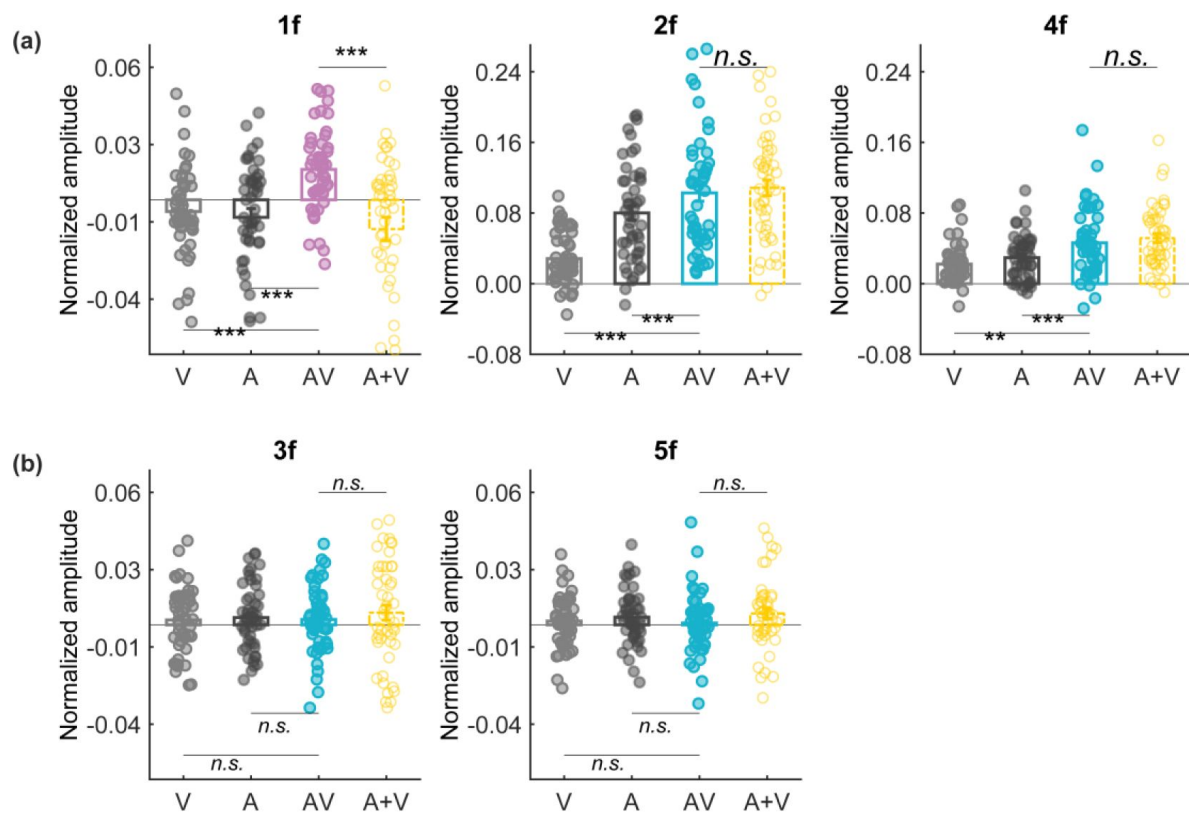 (a)
1f
Normalized amplitude
0.06
0.03
-0.01
-0.04
***
***
***
V A AV A+V
2f
Normalized amplitude
0.24
0.16
0.08
0.00
-0.08
n.s.
***
***
V A AV A+V
4f
Normalized amplitude
0.24
0.16
0.08
0.00
-0.08
n.s.
***
**
V A AV A+V
(b)
3f
Normalized amplitude
0.06
0.03
-0.01
-0.04
n.s.
n.s.
n.s.
V A AV A+V
5f
Normalized amplitude
0.06
0.03
-0.01
-0.04
n.s.
n.s.
n.s.
V A AV A+V